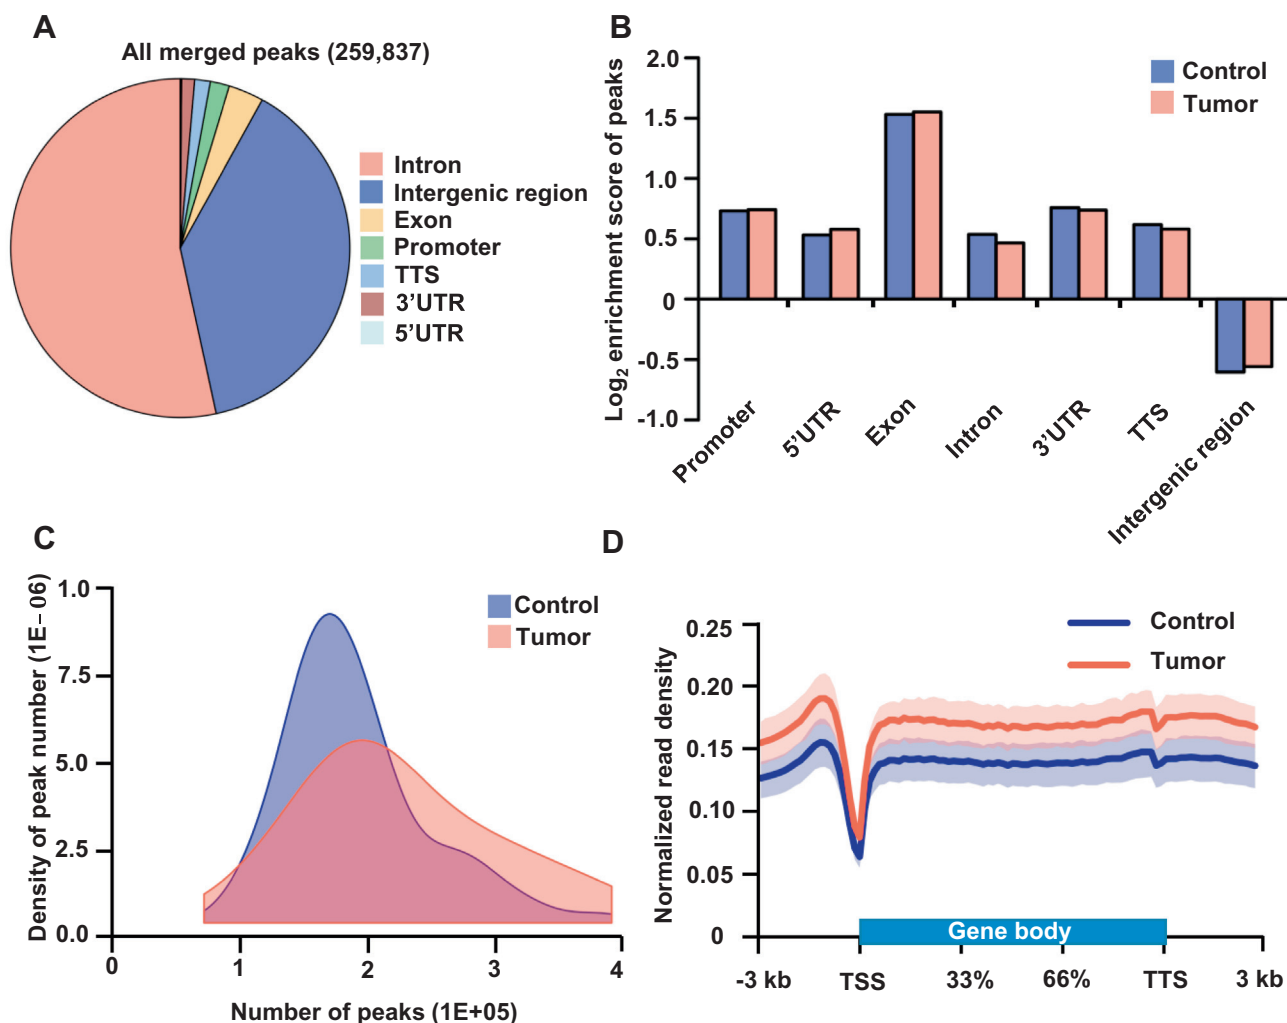 A
All merged peaks (259,837)
Intron
Intergenic region
Exon
Promoter
TTS
3’UTR
5’UTR
B
Log2 enrichment score of peaks
2.0
1.5
1.0
0.5
0
-0.5
-1.0
Control
Tumor
Promoter
5’UTR
Exon
Intron
3’UTR
TTS
Intergenic region
C
Density of peak number (1E−06)
1.0
7.5
5.0
2.5
0.0
Control
Tumor
0
1
2
3
4
Number of peaks (1E+05)
D
Normalized read density
0.25
0.20
0.15
0.10
0.05
0
Control
Tumor
Gene body
-3 kb
TSS
33%
66%
TTS
3 kb